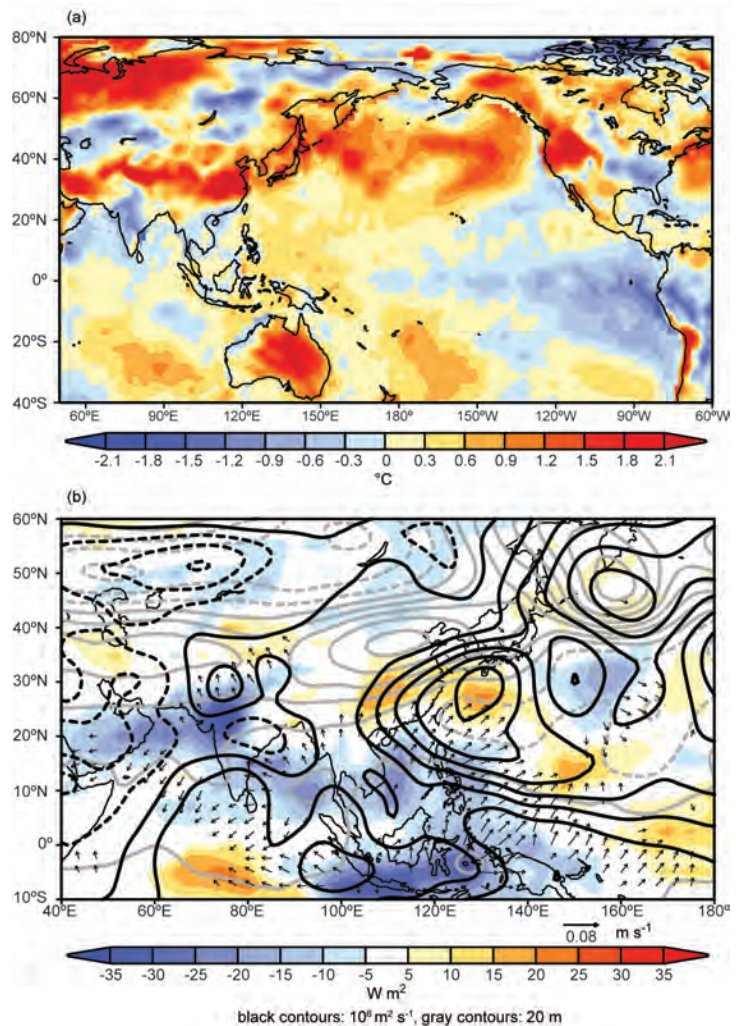 (a)
80ºN
60ºN
40ºN
20ºN
0º
20ºS
40ºS
60ºE 90ºE 120ºE 150ºE 180º 150ºW 120ºW 90ºW 60ºW
-2.1 -1.8 -1.5 -1.2 -0.9 -0.6 -0.3 0 0.3 0.6 0.9 1.2 1.5 1.8 2.1
ºC
(b)
60ºN
50ºN
40ºN
30ºN
20ºN
10ºN
0º
10ºS
40ºE 60ºE 80ºE 100ºE 120ºE 140ºE 160ºE 180º
0.08 m s⁻¹
-35 -30 -25 -20 -15 -10 -5 5 10 15 20 25 30 35
W m²
black contours: 10⁶ m² s⁻¹, gray contours: 20 m